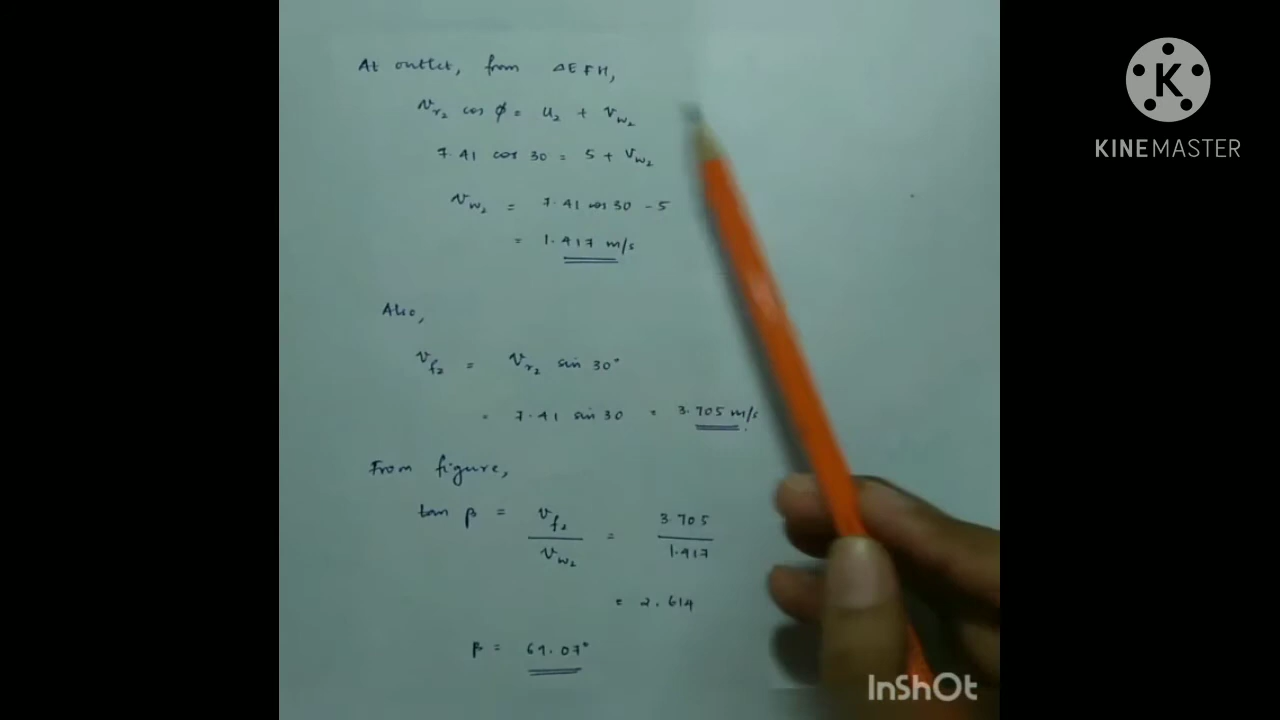 At outlet, from ΔEFH,
Vr2 cos φ = u2 + Vw2
7.41 cos 30 = 5 + Vw2
Vw2 = 7.41 cos 30 - 5
= 1.417 m/s
Also,
Vf2 = Vr2 sin 30°
= 7.41 sin 30 = 3.705 m/s.
From figure,
tan β = Vf2 / Vw2 = 3.705 / 1.417
= 2.614
β = 69.07°
KINEMASTER
InShOt